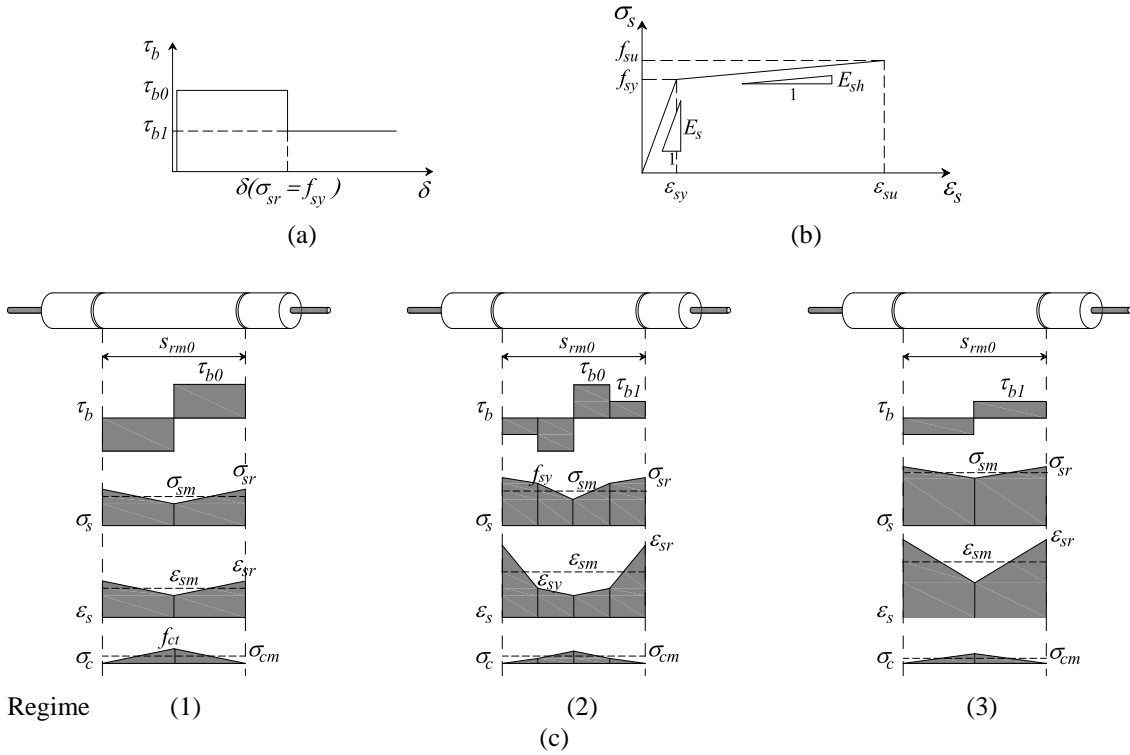 τb
τb0
τb1
δ(σsr = fsy)
δ
(a)
σs
fsu
fsy
Esh
1
Es
1
εsy
εsu
εs
(b)
srm0
τb0
τb
σsm
σsr
σs
εsm
εsr
εs
fct
σc
σcm
srm0
τb0
τb1
τb
fsy
σsm
σsr
σs
εsm
εsr
εsy
εs
σc
σcm
srm0
τb1
τb
σsm
σsr
σs
εsm
εsr
εs
σc
σcm
Regime (1) (2) (3)
(c)